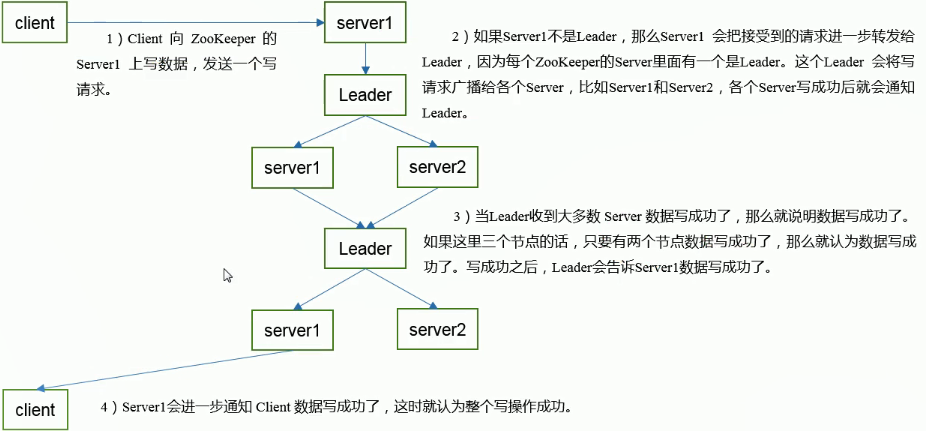 client
server1
1）Client 向 ZooKeeper 的
Server1 上写数据，发送一个写
请求。
2）如果Server1不是Leader，那么Server1 会把接受到的请求进一步转发给
Leader，因为每个ZooKeeper的Server里面有一个是Leader。这个Leader 会将写
请求广播给各个Server，比如Server1和Server2，各个Server写成功后就会通知
Leader。
Leader
server1
server2
3）当Leader收到大多数 Server 数据写成功了，那么就说明数据写成功了。
如果这里三个节点的话，只要有两个节点数据写成功了，那么就认为数据写成
功了。写成功之后，Leader会告诉Server1数据写成功了。
Leader
server1
server2
client
4）Server1会进一步通知 Client 数据写成功了，这时就认为整个写操作成功。